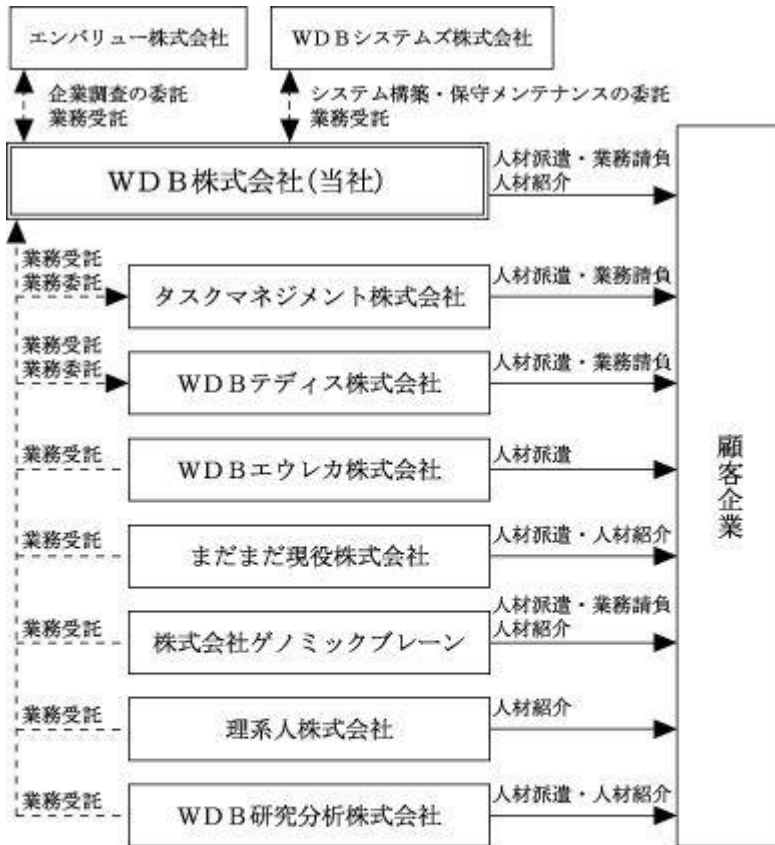 エンバリュー株式会社
WDBシステムズ株式会社
企業調査の委託
業務受託
システム構築・保守メンテナンスの委託
業務受託
WDB株式会社(当社)
人材派遣・業務請負
人材紹介
業務受託
業務委託
タスクマネジメント株式会社
人材派遣・業務請負
業務受託
業務委託
WDBテディス株式会社
人材派遣・業務請負
業務受託
WDBエウレカ株式会社
人材派遣
業務受託
まだまだ現役株式会社
人材派遣・人材紹介
業務受託
株式会社ゲノミックブレーン
人材派遣・業務請負
人材紹介
業務受託
理系人株式会社
人材紹介
業務受託
WDB研究分析株式会社
人材派遣・人材紹介
顧客企業